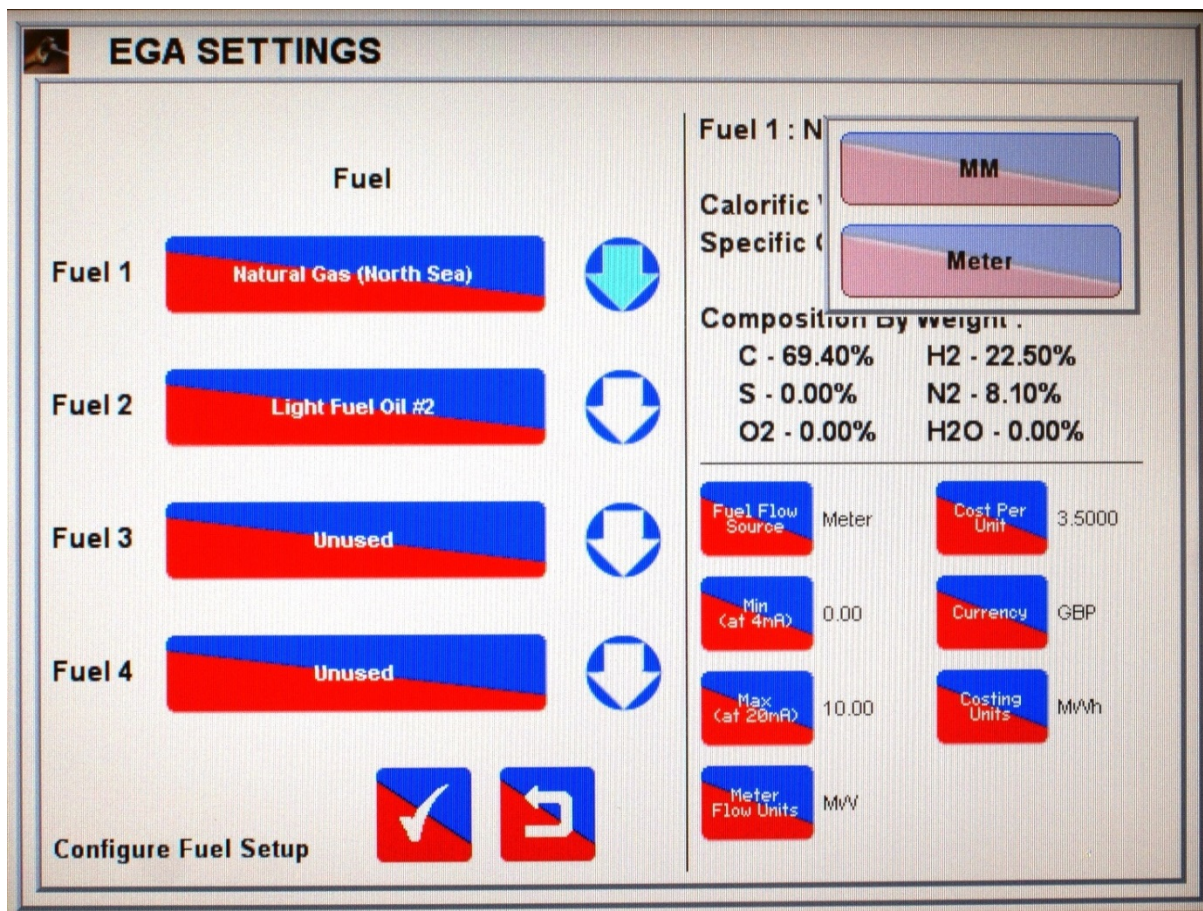 EGA SETTINGS
Fuel
Fuel 1
Natural Gas (North Sea)
Fuel 2
Light Fuel Oil #2
Fuel 3
Unused
Fuel 4
Unused
Configure Fuel Setup
Fuel 1 : N
MM
Calorific
Specific
Meter
Composition By Weight :
C - 69.40% H2 - 22.50%
S - 0.00% N2 - 8.10%
O2 - 0.00% H2O - 0.00%
Fuel Flow
Source
Meter
Cost Per
Unit
3.5000
Min
(at 4mA)
0.00
Currency
GBP
Max
(at 20mA)
10.00
Costing
Units
MWh
Meter
Flow Units
MW